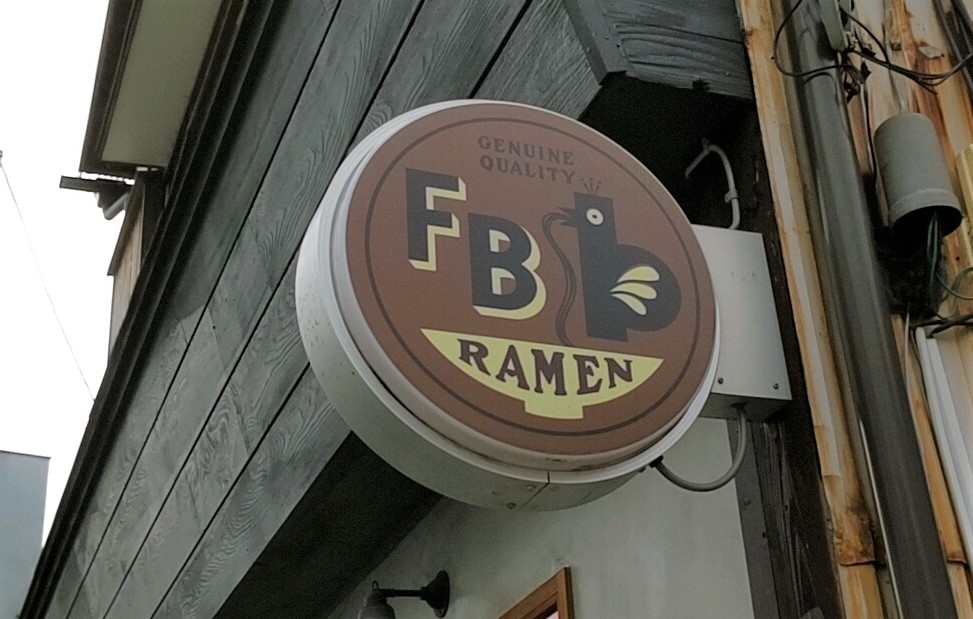 GENUINE
QUALITY
FB
RAMEN